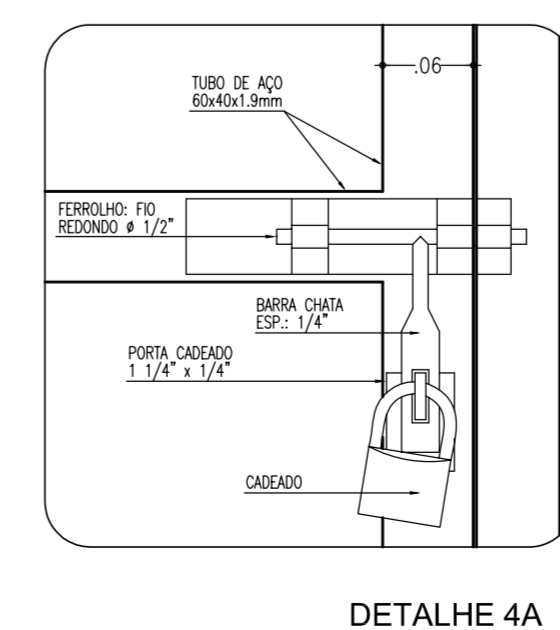 .06
TUBO DE AÇO
60x40x1.9mm
FERROLHO: FIO
REDONDO ø 1/2"
BARRA CHATA
ESP.: 1/4"
PORTA CADEADO
1 1/4" x 1/4"
CADEADO
DETALHE 4A